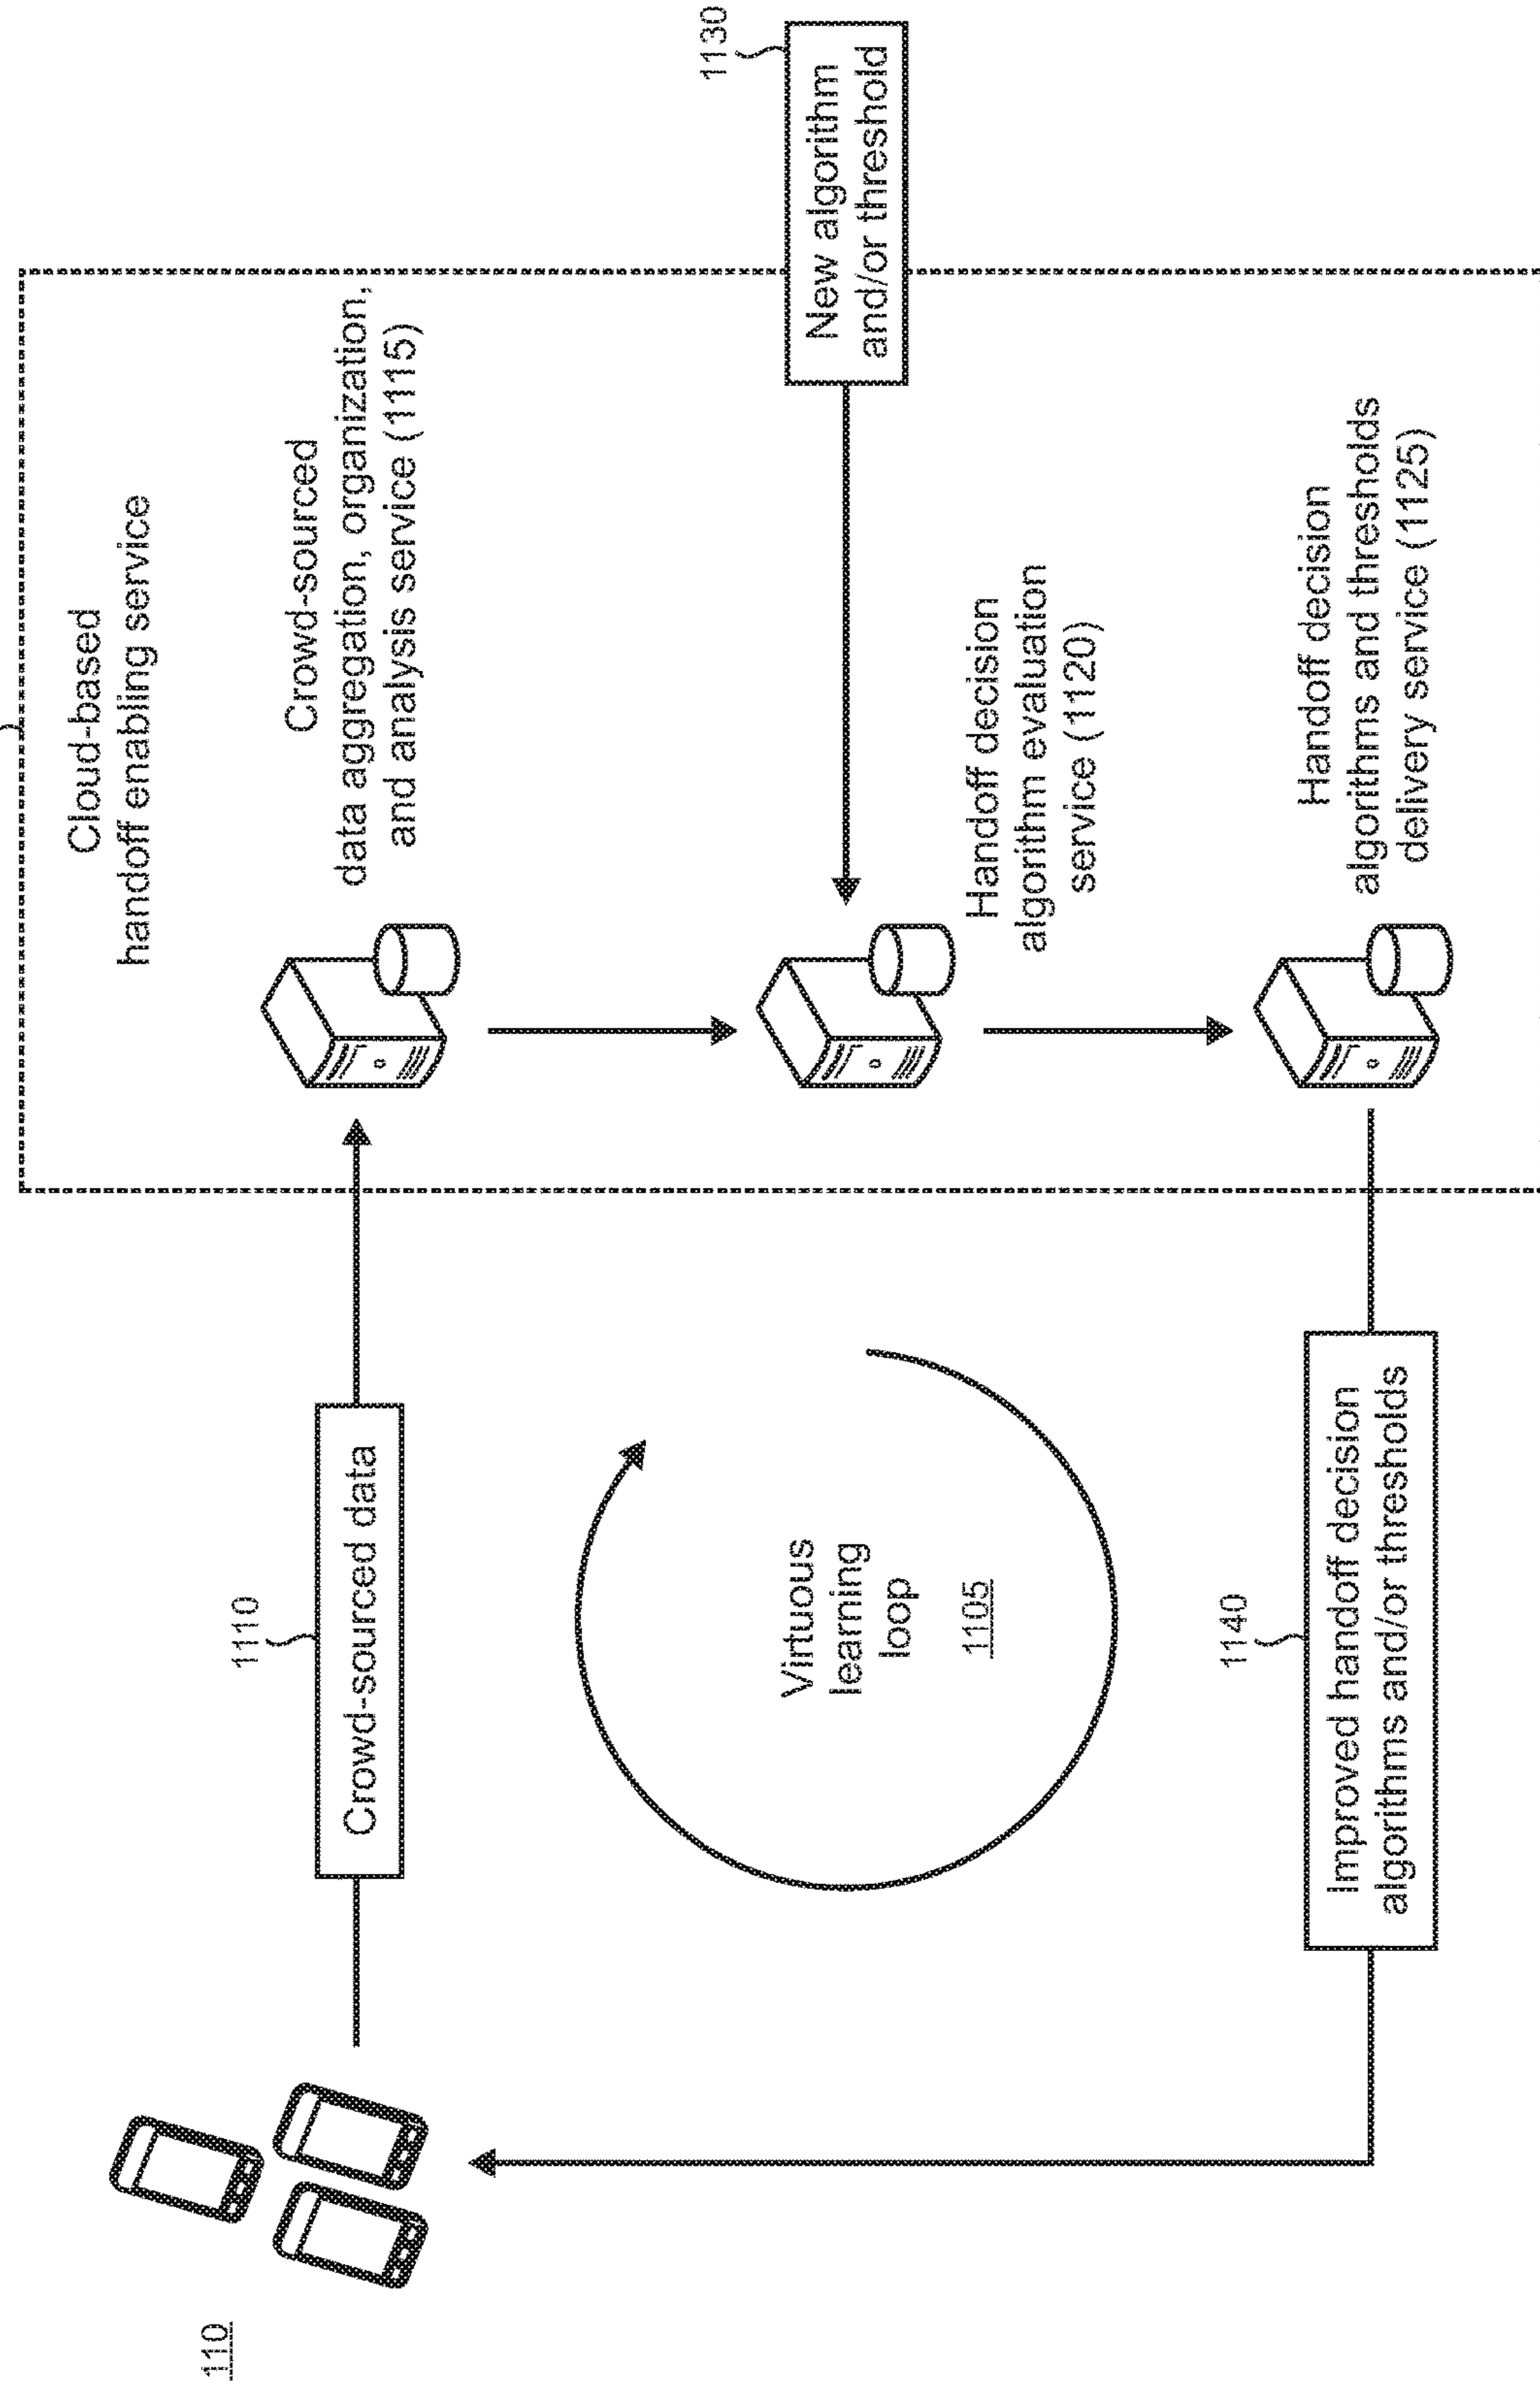 Cloud-based
handoff enabling service
110
1110
Crowd-sourced data
Crowd-sourced
data aggregation, organization,
and analysis service (1115)
1130
New algorithm
and/or threshold
Virtuous
learning
loop
1105
Handoff decision
algorithm evaluation
service (1120)
1140
Improved handoff decision
algorithms and/or thresholds
Handoff decision
algorithms and thresholds
delivery service (1125)